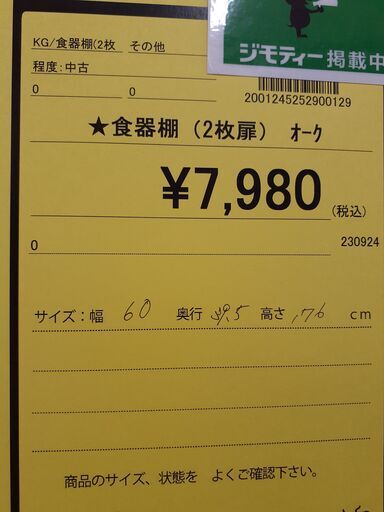 ジモティー掲載中
KG/食器棚(2枚 その他
程度:中古
0 0
2001245252900129
★食器棚（2枚扉） オーク
¥7,980 (税込)
0 230924
サイズ:幅 60 奥行 39.5 高さ 176 cm
商品のサイズ、状態を よくご確認下さい。